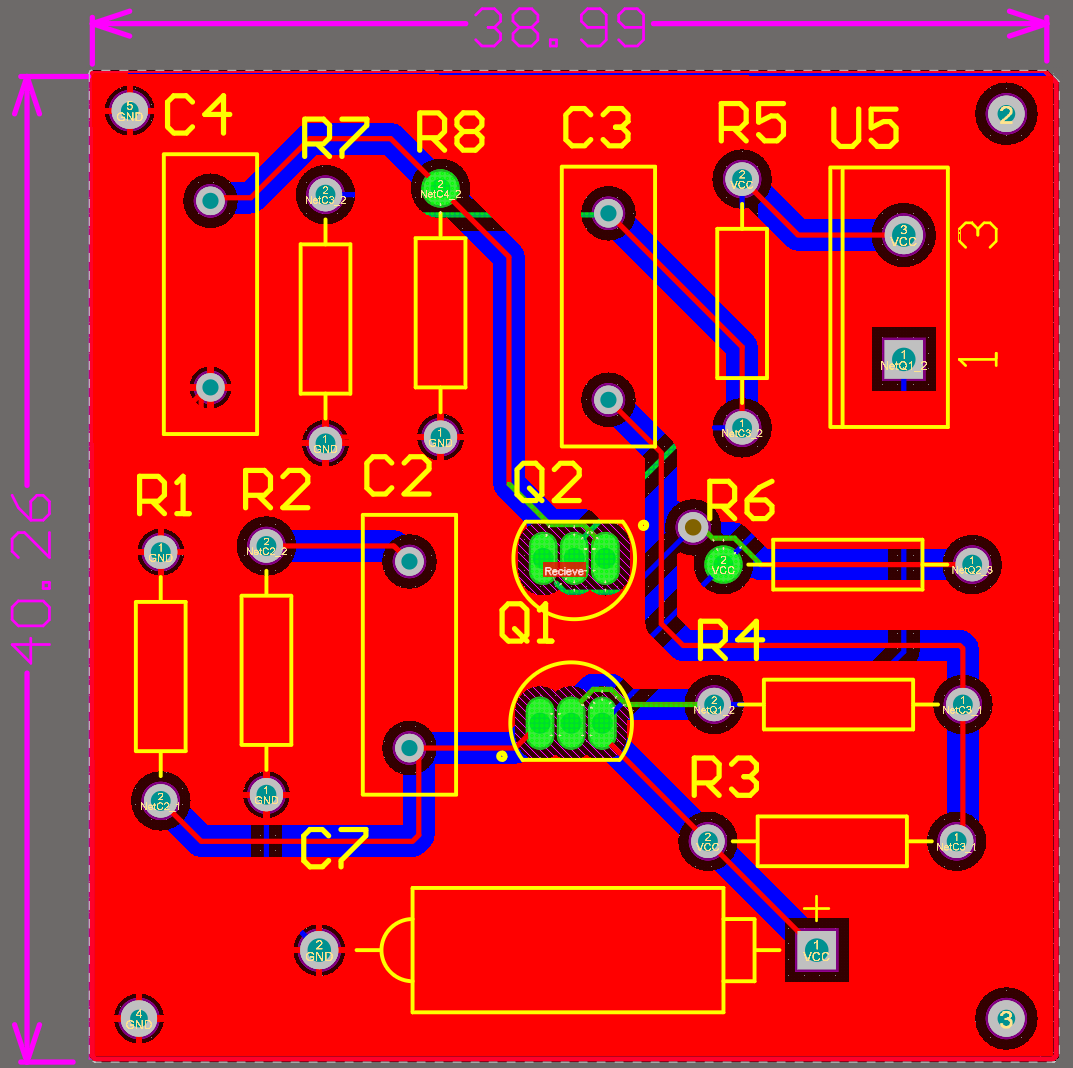 38.99
40.26
5
GND
C4
R7
R8
C3
R5
U5
2
2
NetC3_2
2
NetC4_2
2
VCC
3
VCC
3
1
NetQ1_2
1
1
GND
1
GND
1
NetC3_2
R1
R2
C2
Q2
R6
1
GND
2
NetC2_2
Recieve
VCC
NetQ2_3
Q1
R4
2
NetQ1_2
1
NetC3_1
R3
2
NetC2_1
1
GND
C7
2
VCC
1
NetC3_1
2
GND
+
1
VCC
4
GND
3